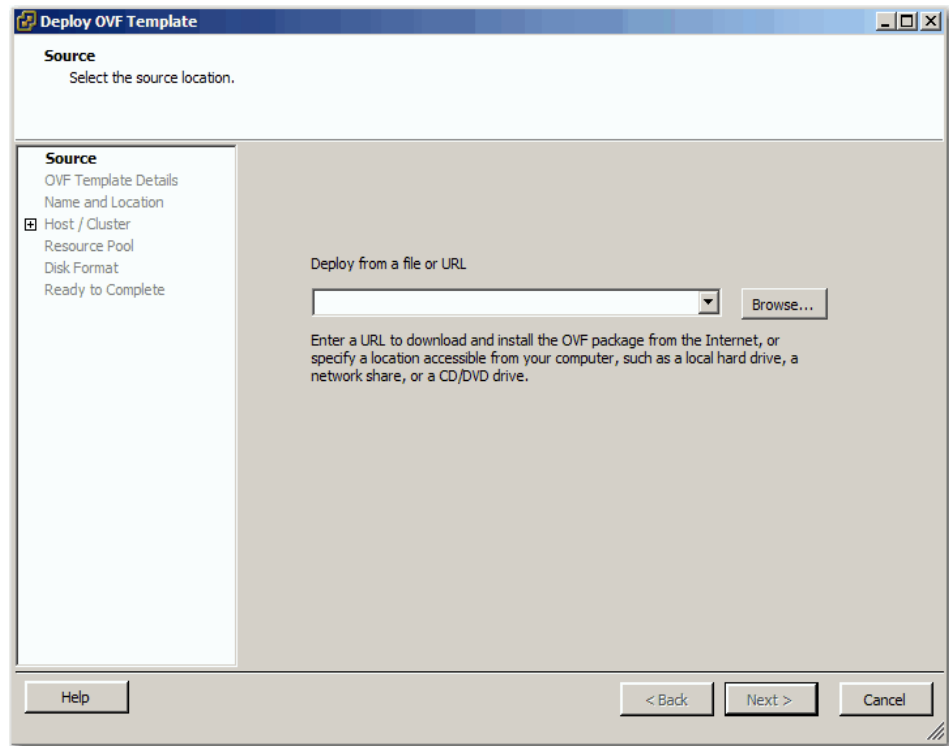 Deploy OVF Template
Source
Select the source location.
Source
OVF Template Details
Name and Location
Host / Cluster
Resource Pool
Disk Format
Ready to Complete
Deploy from a file or URL
Browse...
Enter a URL to download and install the OVF package from the Internet, or
specify a location accessible from your computer, such as a local hard drive, a
network share, or a CD/DVD drive.
Help
< Back
Next >
Cancel